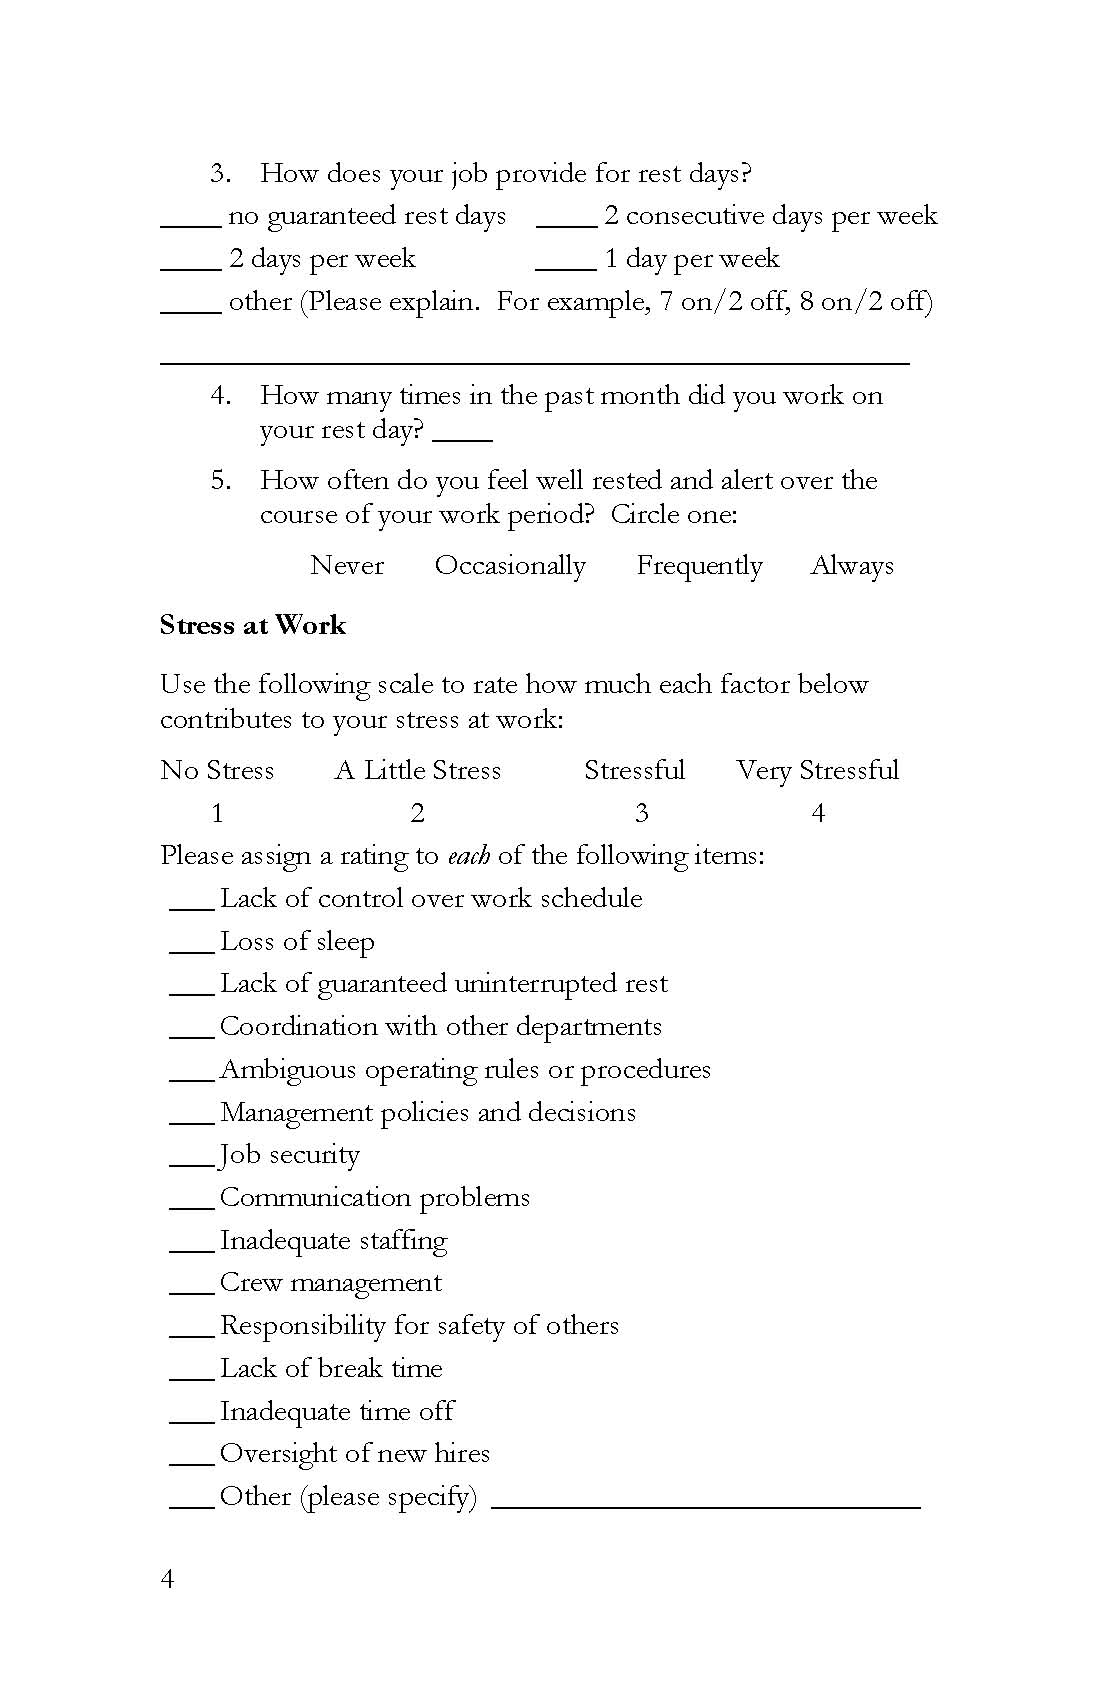 3. How does your job provide for rest days?
____ no guaranteed rest days ____ 2 consecutive days per week
____ 2 days per week ____ 1 day per week
____ other (Please explain. For example, 7 on/2 off, 8 on/2 off)
_________________________________________________
4. How many times in the past month did you work on
your rest day? ____
5. How often do you feel well rested and alert over the
course of your work period? Circle one:
Never Occasionally Frequently Always
Stress at Work
Use the following scale to rate how much each factor below
contributes to your stress at work:
No Stress A Little Stress Stressful Very Stressful
1 2 3 4
Please assign a rating to each of the following items:
___ Lack of control over work schedule
___ Loss of sleep
___ Lack of guaranteed uninterrupted rest
___ Coordination with other departments
___ Ambiguous operating rules or procedures
___ Management policies and decisions
___ Job security
___ Communication problems
___ Inadequate staffing
___ Crew management
___ Responsibility for safety of others
___ Lack of break time
___ Inadequate time off
___ Oversight of new hires
___ Other (please specify) ____________________________
4